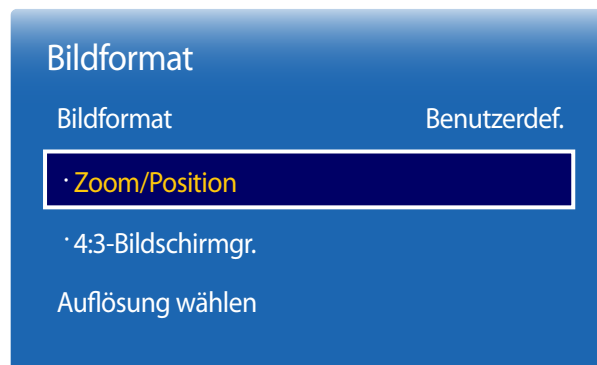 Bildformat
Bildformat Benutzerdef.
· Zoom/Position
· 4:3-Bildschirmgr.
Auflösung wählen